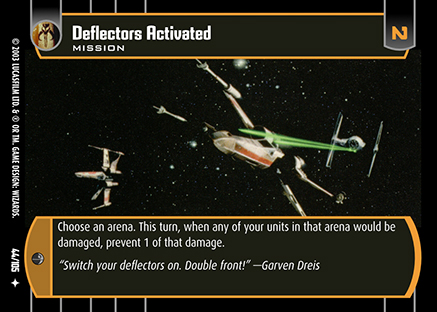 Deflectors Activated
MISSION
N
Choose an arena. This turn, when any of your units in that arena would be
damaged, prevent 1 of that damage.
“Switch your deflectors on. Double front!” —Garven Dreis
© 2003 LUCASFILM LTD. & ® OR TM. GAME DESIGN: WIZARDS.
44/105